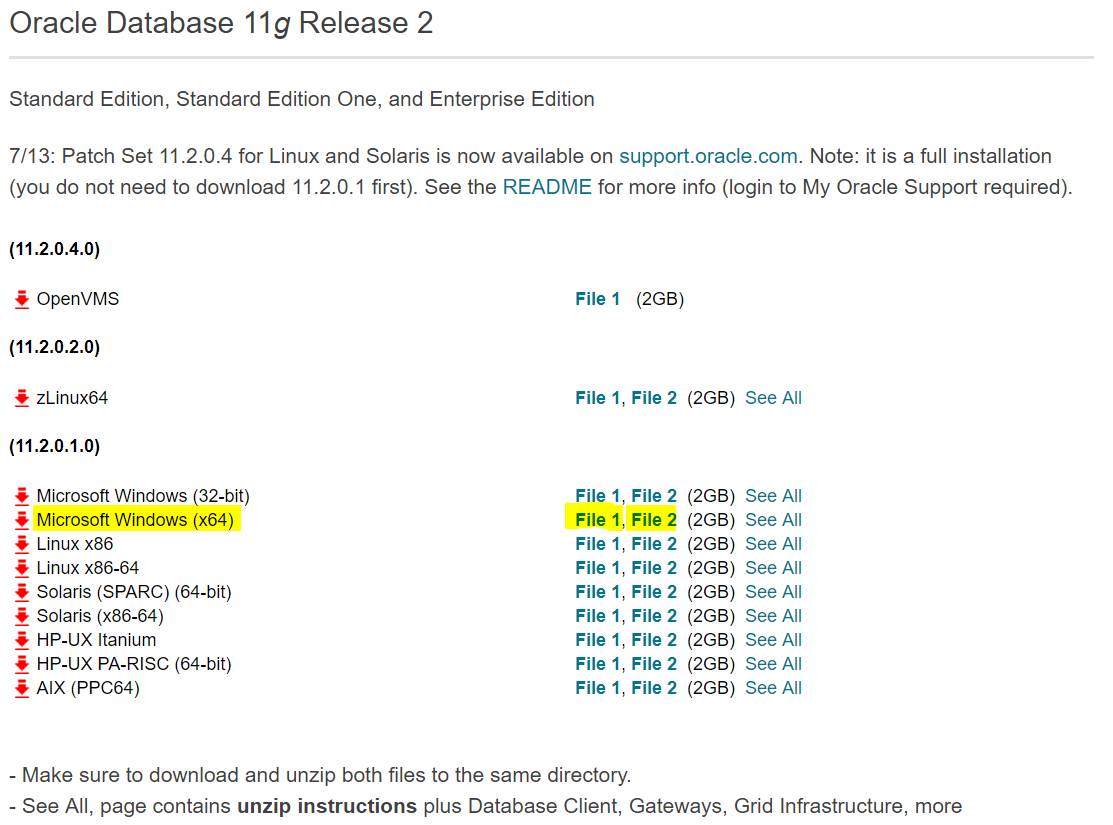 Oracle Database 11g Release 2
Standard Edition, Standard Edition One, and Enterprise Edition
7/13: Patch Set 11.2.0.4 for Linux and Solaris is now available on support.oracle.com. Note: it is a full installation
(you do not need to download 11.2.0.1 first). See the README for more info (login to My Oracle Support required).
(11.2.0.4.0)
OpenVMS File 1 (2GB)
(11.2.0.2.0)
zLinux64 File 1, File 2 (2GB) See All
(11.2.0.1.0)
Microsoft Windows (32-bit) File 1, File 2 (2GB) See All
Microsoft Windows (x64) File 1, File 2 (2GB) See All
Linux x86 File 1, File 2 (2GB) See All
Linux x86-64 File 1, File 2 (2GB) See All
Solaris (SPARC) (64-bit) File 1, File 2 (2GB) See All
Solaris (x86-64) File 1, File 2 (2GB) See All
HP-UX Itanium File 1, File 2 (2GB) See All
HP-UX PA-RISC (64-bit) File 1, File 2 (2GB) See All
AIX (PPC64) File 1, File 2 (2GB) See All
- Make sure to download and unzip both files to the same directory.
- See All, page contains unzip instructions plus Database Client, Gateways, Grid Infrastructure, more